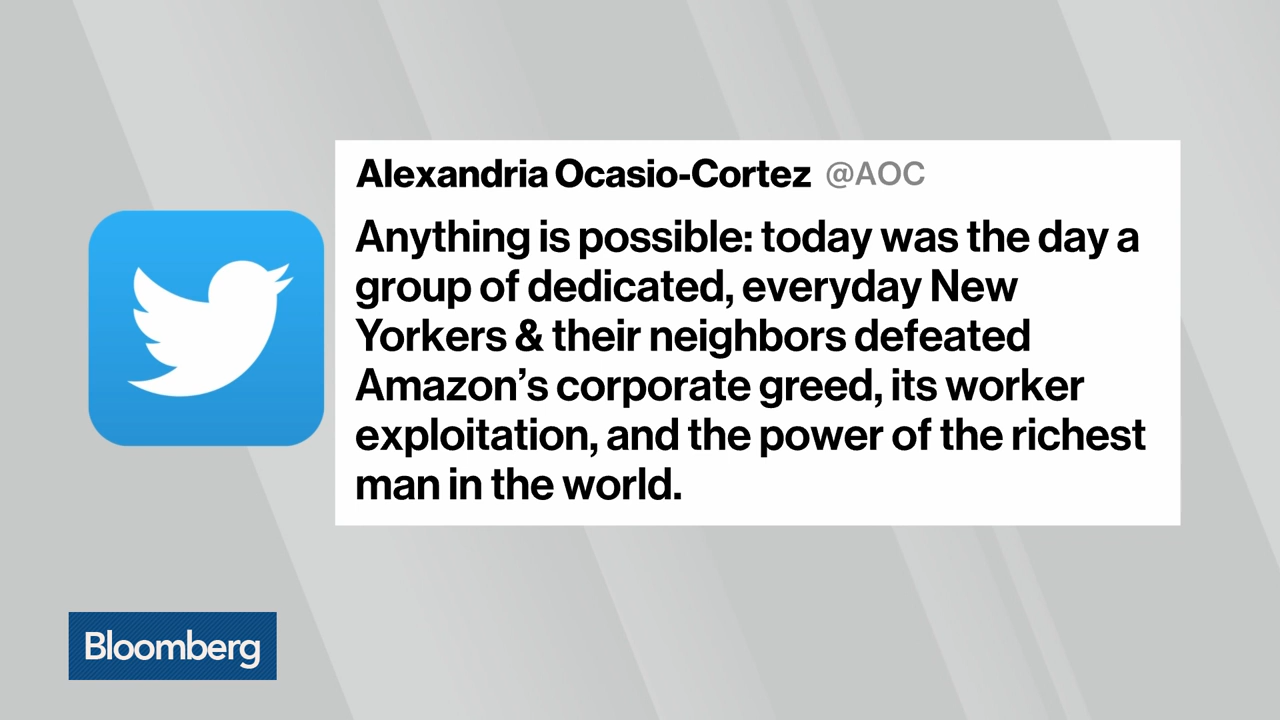 Alexandria Ocasio-Cortez @AOC
Anything is possible: today was the day a
group of dedicated, everyday New
Yorkers & their neighbors defeated
Amazon’s corporate greed, its worker
exploitation, and the power of the richest
man in the world.
Bloomberg